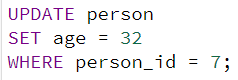 UPDATE person
SET age = 32
WHERE person_id = 7;